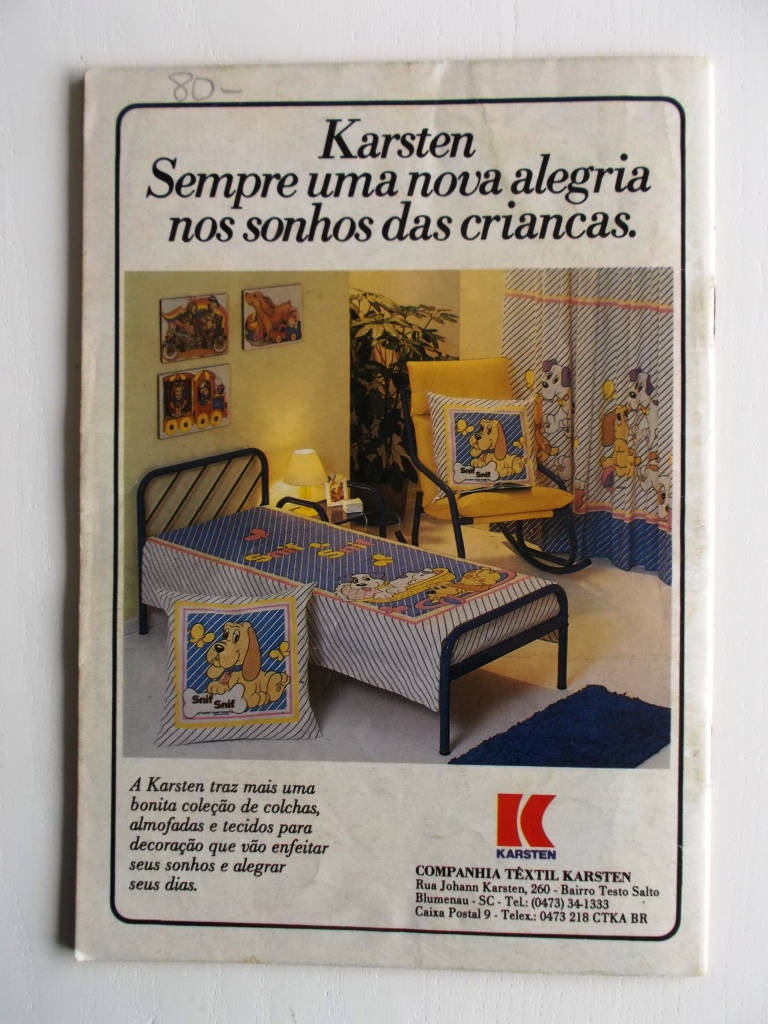 80-
Karsten
Sempre uma nova alegria
nos sonhos das criancas.
Snif Snif
Snif Snif
Snif Snif
A Karsten traz mais uma
bonita coleção de colchas,
almofadas e tecidos para
decoração que vão enfeitar
seus sonhos e alegrar
seus dias.
KARSTEN
COMPANHIA TÊXTIL KARSTEN
Rua Johann Karsten, 260 - Bairro Testo Salto
Blumenau - SC - Tel.: (0473) 34-1333
Caixa Postal 9 - Telex.: 0473 218 CTKA BR